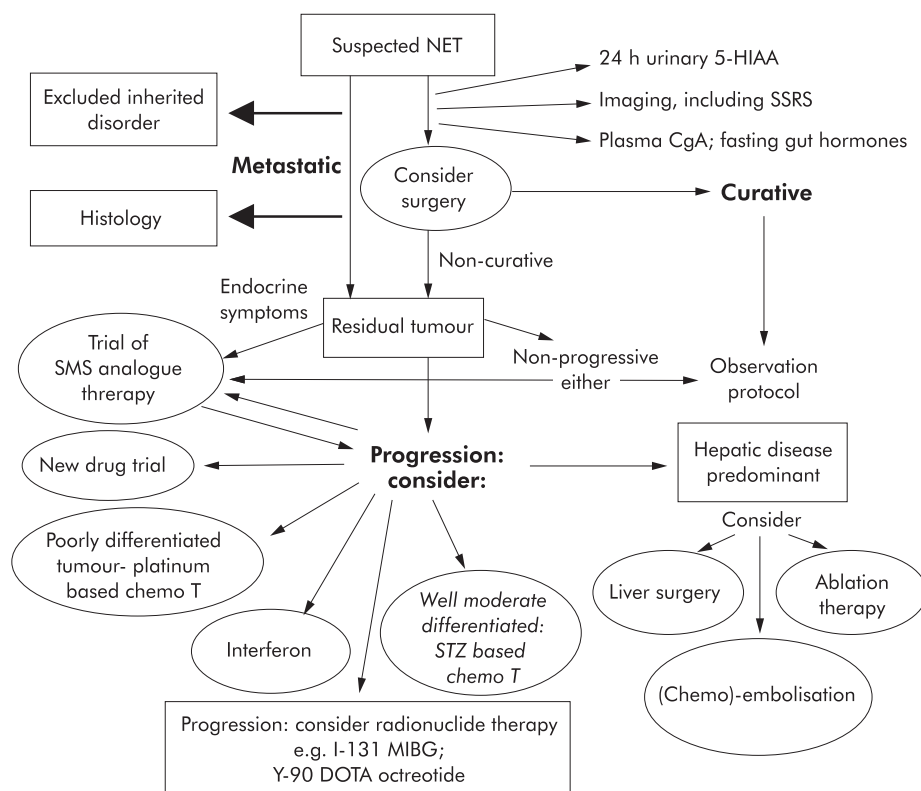 Suspected NET
24 h urinary 5-HIAA
Imaging, including SSRS
Plasma CgA; fasting gut hormones
Excluded inherited
disorder
Metastatic
Histology
Consider
surgery
Curative
Non-curative
Endocrine
symptoms
Residual tumour
Trial of
SMS analogue
threrapy
Non-progressive
either
Observation
protocol
Progression:
consider:
New drug trial
Hepatic disease
predominant
Consider
Poorly differentiated
tumour- platinum
based chemo T
Interferon
Well moderate
differentiated:
STZ based
chemo T
Liver surgery
Ablation
therapy
(Chemo)-embolisation
Progression: consider radionuclide therapy
e.g. I-131 MIBG;
Y-90 DOTA octreotide